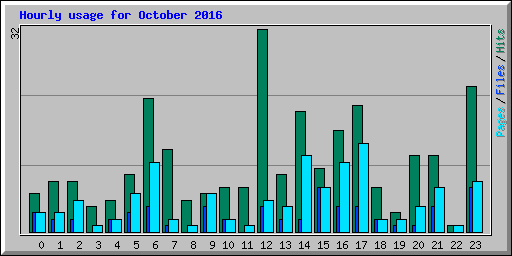 Hourly usage for October 2016
32
Pages / Files / Hits
0 1 2 3 4 5 6 7 8 9 10 11 12 13 14 15 16 17 18 19 20 21 22 23